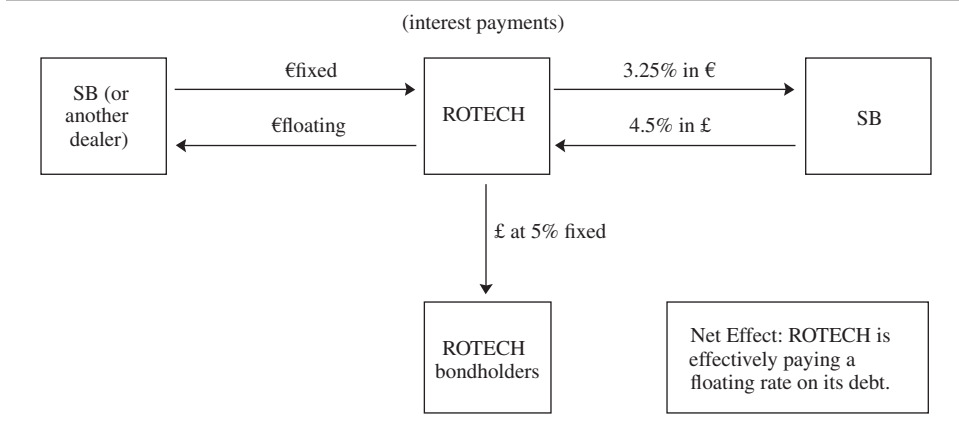 (interest payments)
SB (or
another
dealer)
€fixed
€floating
ROTECH
3.25% in €
4.5% in £
SB
£ at 5% fixed
ROTECH
bondholders
Net Effect: ROTECH is
effectively paying a
floating rate on its debt.